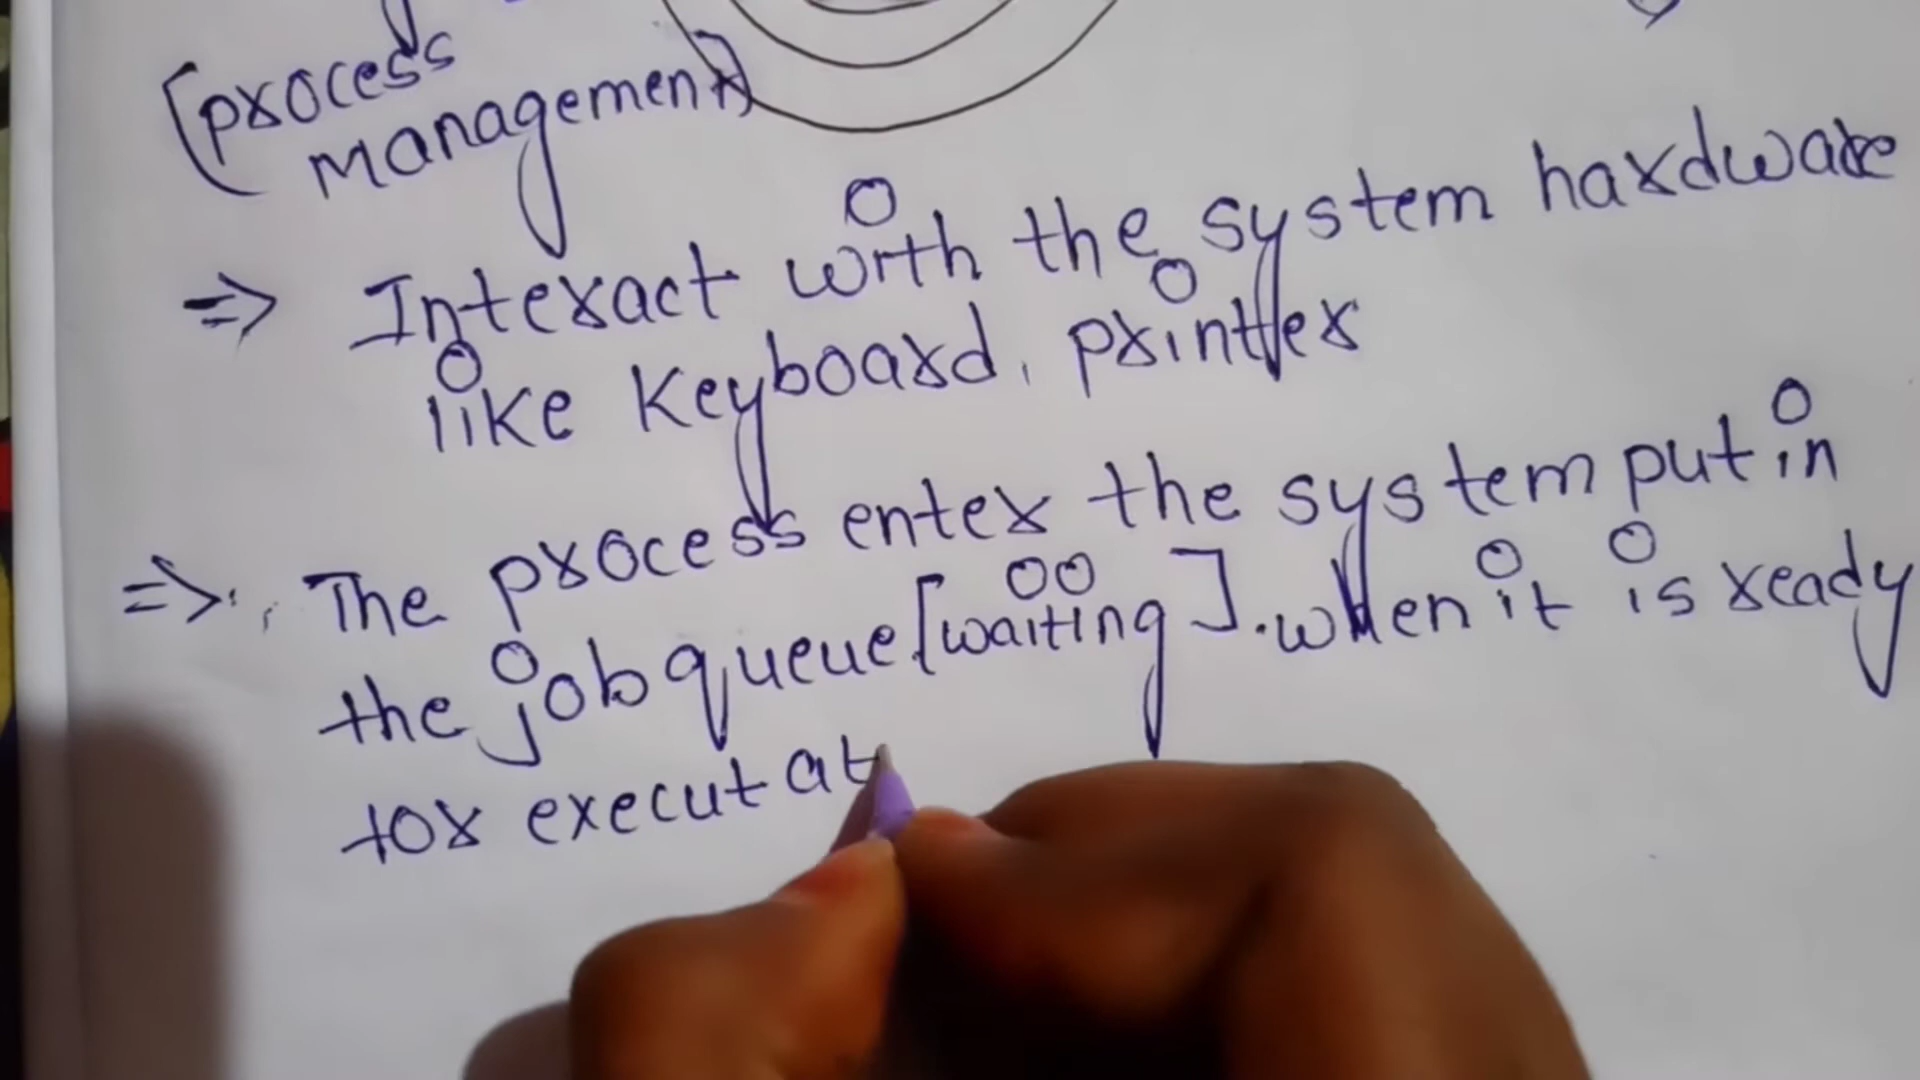 [process
management]
=> Interact with the system hardware
like keyboard, printer
=> The process enter the system put in
the job queue [waiting]. when it is ready
for executat